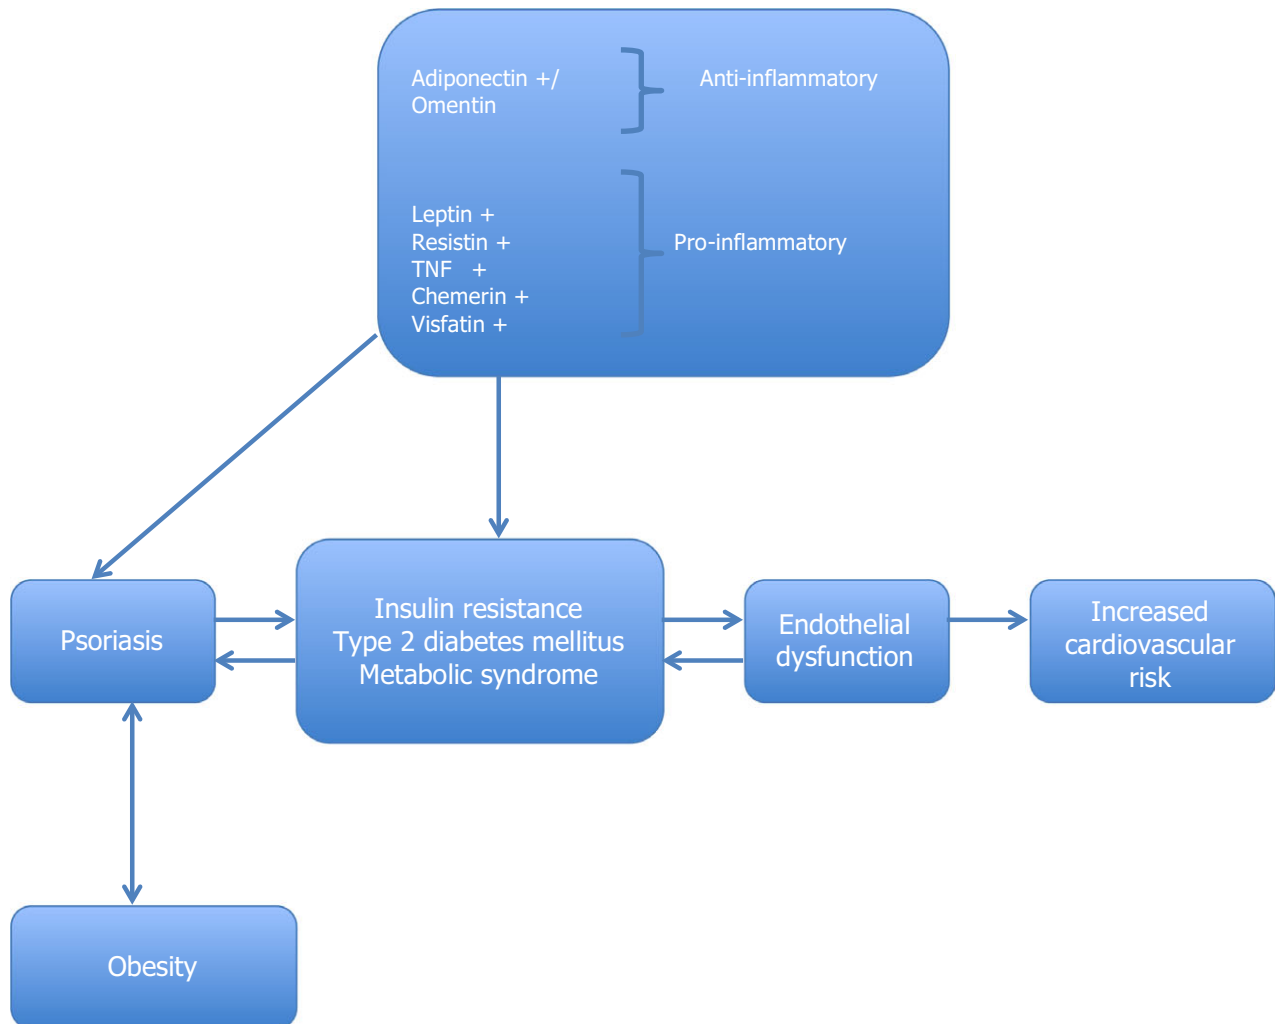 Adiponectin +/
Omentin
Anti-inflammatory
Leptin +
Resistin +
TNF +
Chemerin +
Visfatin +
Pro-inflammatory
Psoriasis
Insulin resistance
Type 2 diabetes mellitus
Metabolic syndrome
Endothelial
dysfunction
Increased
cardiovascular
risk
Obesity